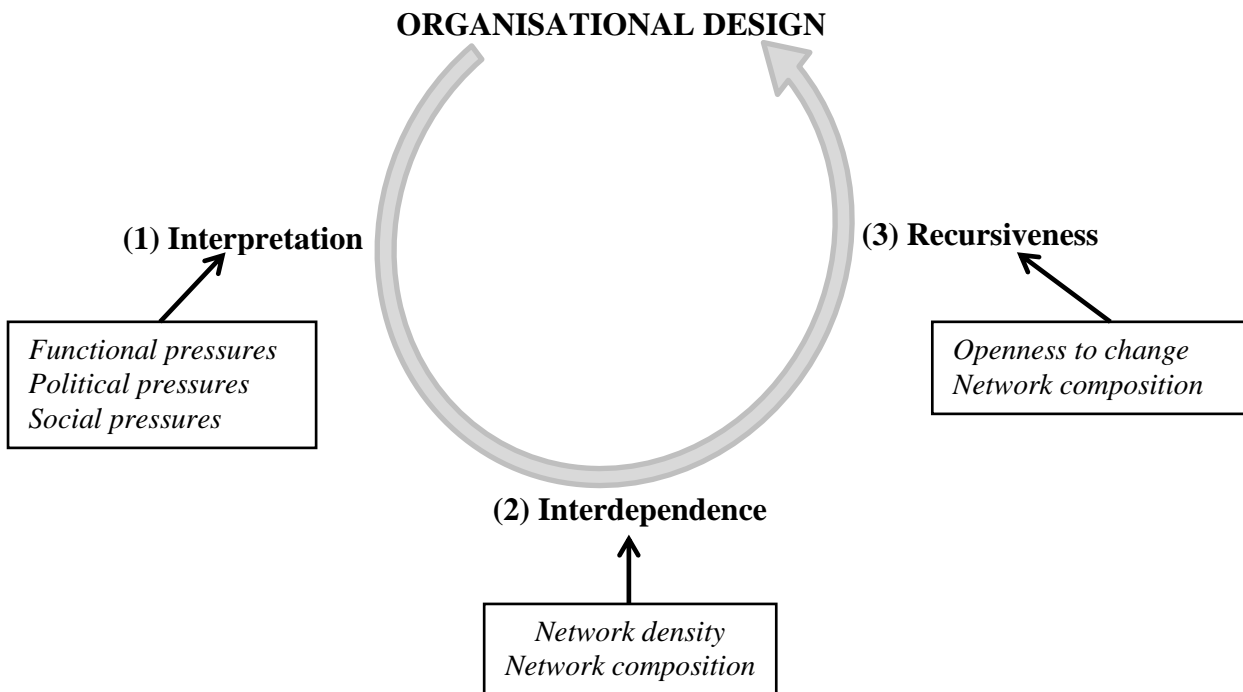 ORGANISATIONAL DESIGN
(1) Interpretation
(3) Recursiveness
Functional pressures
Political pressures
Social pressures
Openness to change
Network composition
(2) Interdependence
Network density
Network composition